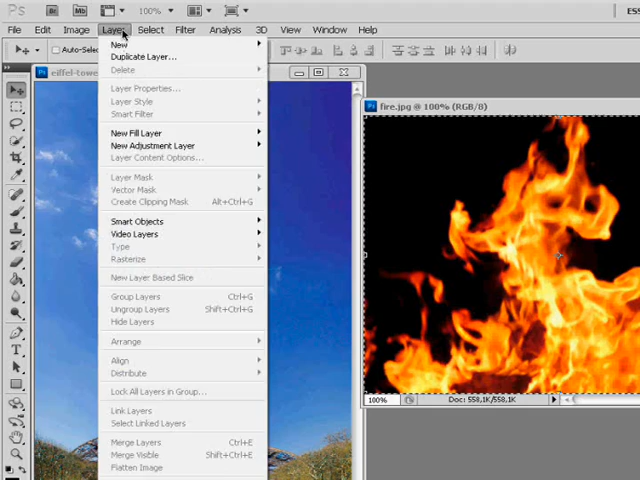 Ps Br Mb 100%
ESS
File Edit Image Layer Select Filter Analysis 3D View Window Help
Auto-Selec
Ps eiffel-towe
New
Duplicate Layer...
Delete
Layer Properties...
Layer Style
Smart Filter
New Fill Layer
New Adjustment Layer
Layer Content Options...
Layer Mask
Vector Mask
Create Clipping Mask Alt+Ctrl+G
Smart Objects
Video Layers
Type
Rasterize
New Layer Based Slice
Group Layers Ctrl+G
Ungroup Layers Shift+Ctrl+G
Hide Layers
Arrange
Align
Distribute
Lock All Layers in Group...
Link Layers
Select Linked Layers
Merge Layers Ctrl+E
Merge Visible Shift+Ctrl+E
Flatten Image
Ps fire.jpg @ 100% (RGB/8)
100% Doc: 558,1K/558,1K